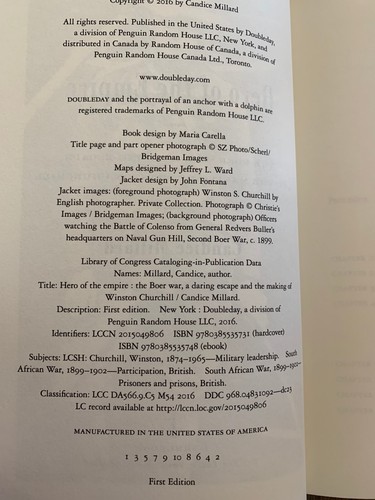 Copyright © 2016 by Candice Millard
All rights reserved. Published in the United States by Doubleday,
a division of Penguin Random House LLC, New York, and
distributed in Canada by Random House of Canada, a division of
Penguin Random House Canada Ltd., Toronto.
www.doubleday.com
DOUBLEDAY and the portrayal of an anchor with a dolphin are
registered trademarks of Penguin Random House LLC.
Book design by Maria Carella
Title page and part opener photograph © SZ Photo/Scherl/
Bridgeman Images
Maps designed by Jeffrey L. Ward
Jacket design by John Fontana
Jacket images: (foreground photograph) Winston S. Churchill by
English photographer. Private Collection. Photograph © Christie's
Images / Bridgeman Images; (background photograph) Officers
watching the Battle of Colenso from General Redvers Buller's
headquarters on Naval Gun Hill, Second Boer War, c. 1899.
Library of Congress Cataloging-in-Publication Data
Names: Millard, Candice, author.
Title: Hero of the empire : the Boer war, a daring escape and the making of
Winston Churchill / Candice Millard.
Description: First edition. New York : Doubleday, a division of
Penguin Random House LLC, 2016.
Identifiers: LCCN 2015049806 ISBN 9780385535731 (hardcover)
ISBN 9780385535748 (ebook)
Subjects: LCSH: Churchill, Winston, 1874–1965—Military leadership. South
African War, 1899–1902—Participation, British. South African War, 1899–1902—
Prisoners and prisons, British.
Classification: LCC DA566.9.C5 M54 2016 DDC 968.04831092—dc23
LC record available at http://lccn.loc.gov/2015049806
MANUFACTURED IN THE UNITED STATES OF AMERICA
1 3 5 7 9 10 8 6 4 2
First Edition